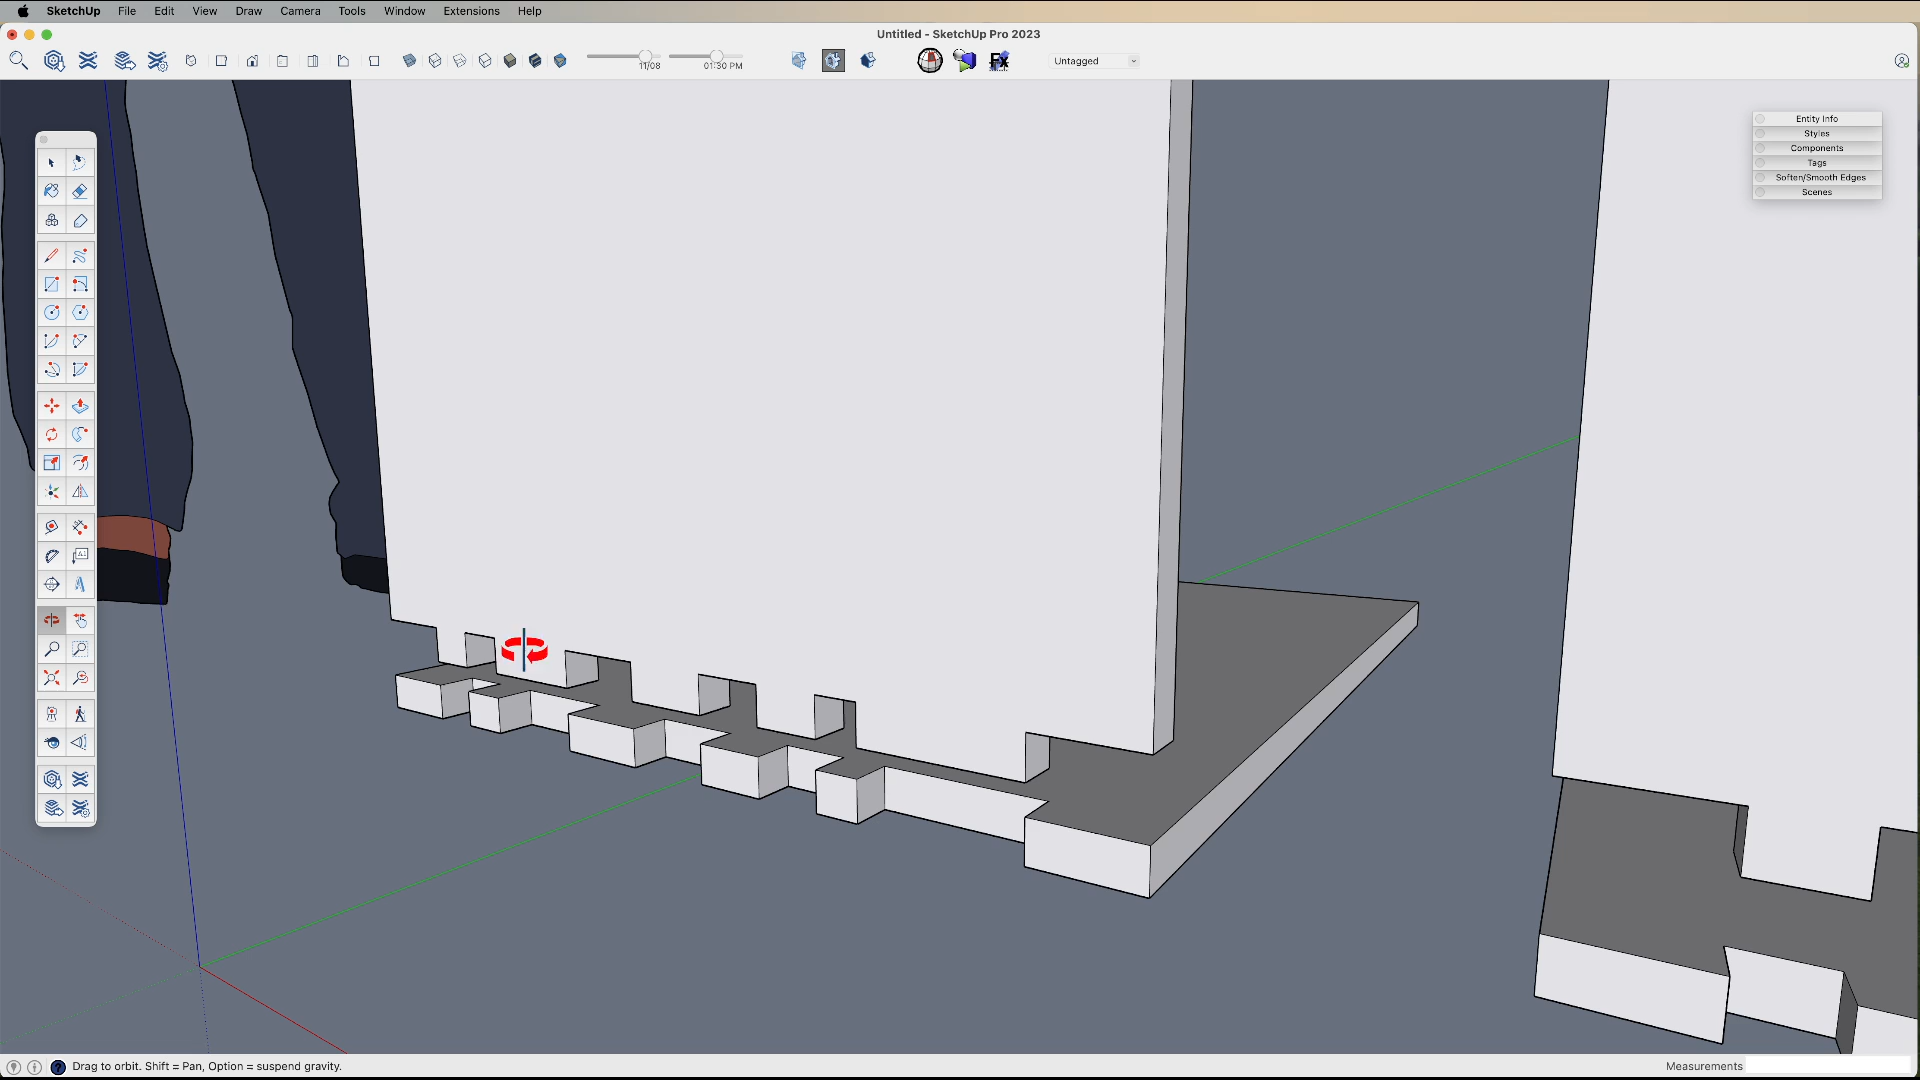 SketchUp File Edit View Draw Camera Tools Window Extensions Help
Untitled - SketchUp Pro 2023
11/08 01:30 PM Untagged
Entity Info
Styles
Components
Tags
Soften/Smooth Edges
Scenes
A1
Drag to orbit. Shift = Pan, Option = suspend gravity. Measurements